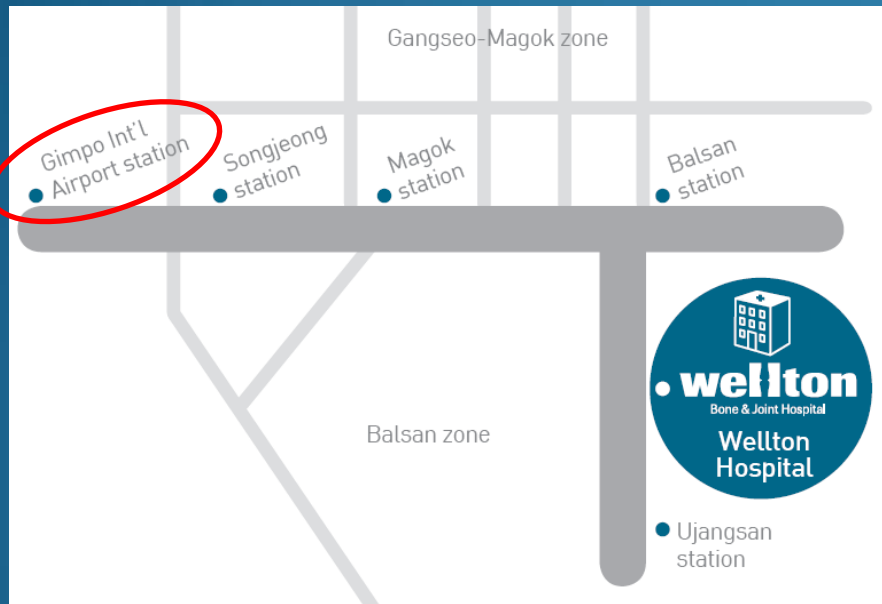 Gangseo-Magok zone
Gimpo Int'l
Airport station
Songjeong
station
Magok
station
Balsan
station
wellton
Bone & Joint Hospital
Wellton
Hospital
Balsan zone
Ujangsan
station